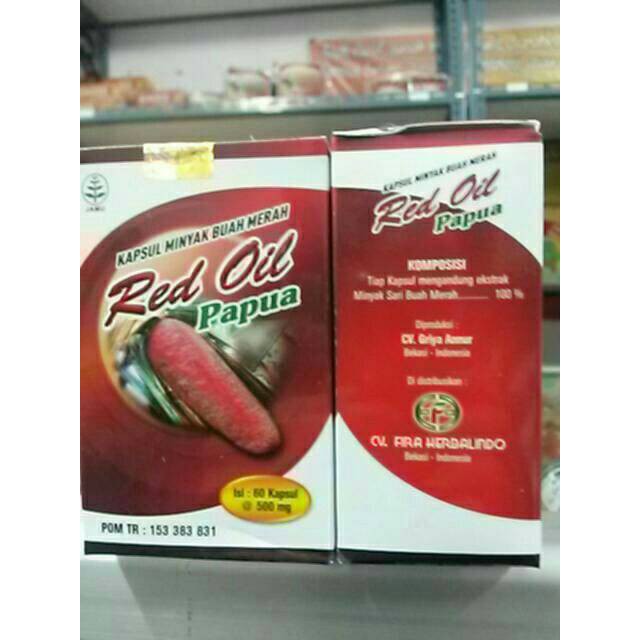 JAMU
KAPSUL MINYAK BUAH MERAH
Red Oil
Papua
Isi : 60 Kapsul
@ 500 mg
POM TR : 153 383 831
KAPSUL MINYAK BUAH MERAH
Red Oil
Papua
KOMPOSISI
Tiap Kapsul mengandung ekstrak
Minyak Sari Buah Merah.......... 100 %
Diproduksi :
CV. Griya Annur
Bekasi - Indonesia
Di distribusikan :
CV. FIRA HERBALINDO
Bekasi - Indonesia